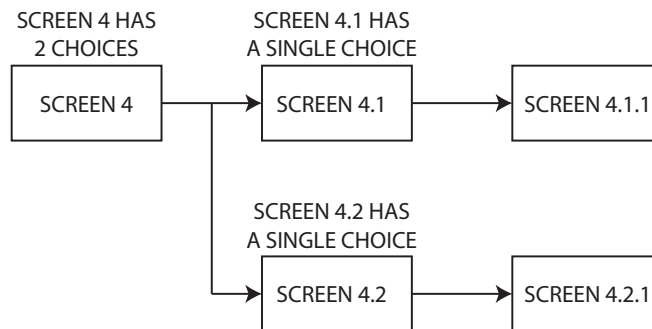 SCREEN 4 HAS
2 CHOICES
SCREEN 4
SCREEN 4.1 HAS
A SINGLE CHOICE
SCREEN 4.1
SCREEN 4.1.1
SCREEN 4.2 HAS
A SINGLE CHOICE
SCREEN 4.2
SCREEN 4.2.1